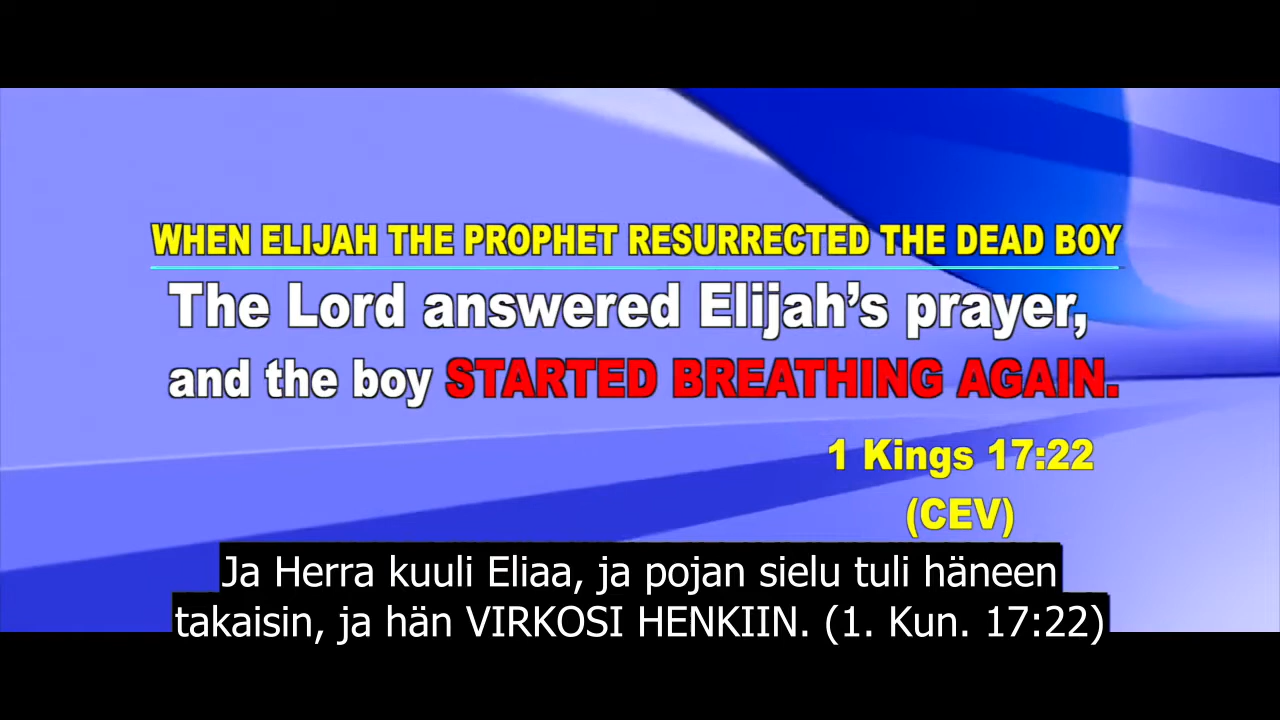 WHEN ELIJAH THE PROPHET RESURRECTED THE DEAD BOY
The Lord answered Elijah's prayer,
and the boy STARTED BREATHING AGAIN.
1 Kings 17:22
(CEV)
Ja Herra kuuli Eliaa, ja pojan sielu tuli häneen
takaisin, ja hän VIRKOSI HENKIIN. (1. Kun. 17:22)